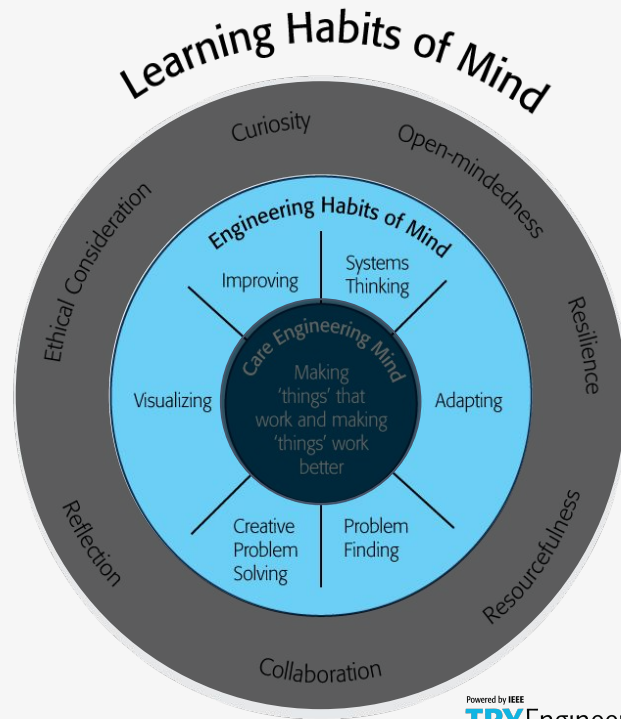 Learning Habits of Mind
Curiosity
Open-mindedness
Ethical Consideration
Resilience
Reflection
Resourcefulness
Collaboration
Engineering Habits of Mind
Improving
Systems
Thinking
Visualizing
Adapting
Creative
Problem
Solving
Problem
Finding
Care Engineering Mind
Making
‘things’ that
work and making
‘things’ work
better
Powered by IEEE